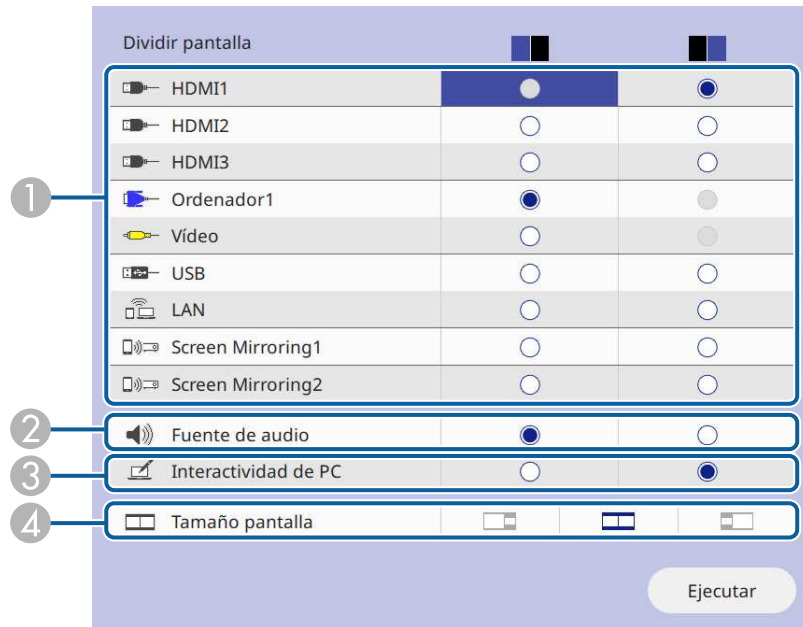 Dividir pantalla
1
HDMI1
HDMI2
HDMI3
Ordenador1
Vídeo
USB
LAN
Screen Mirroring1
Screen Mirroring2
2 Fuente de audio
3 Interactividad de PC
4 Tamaño pantalla
Ejecutar